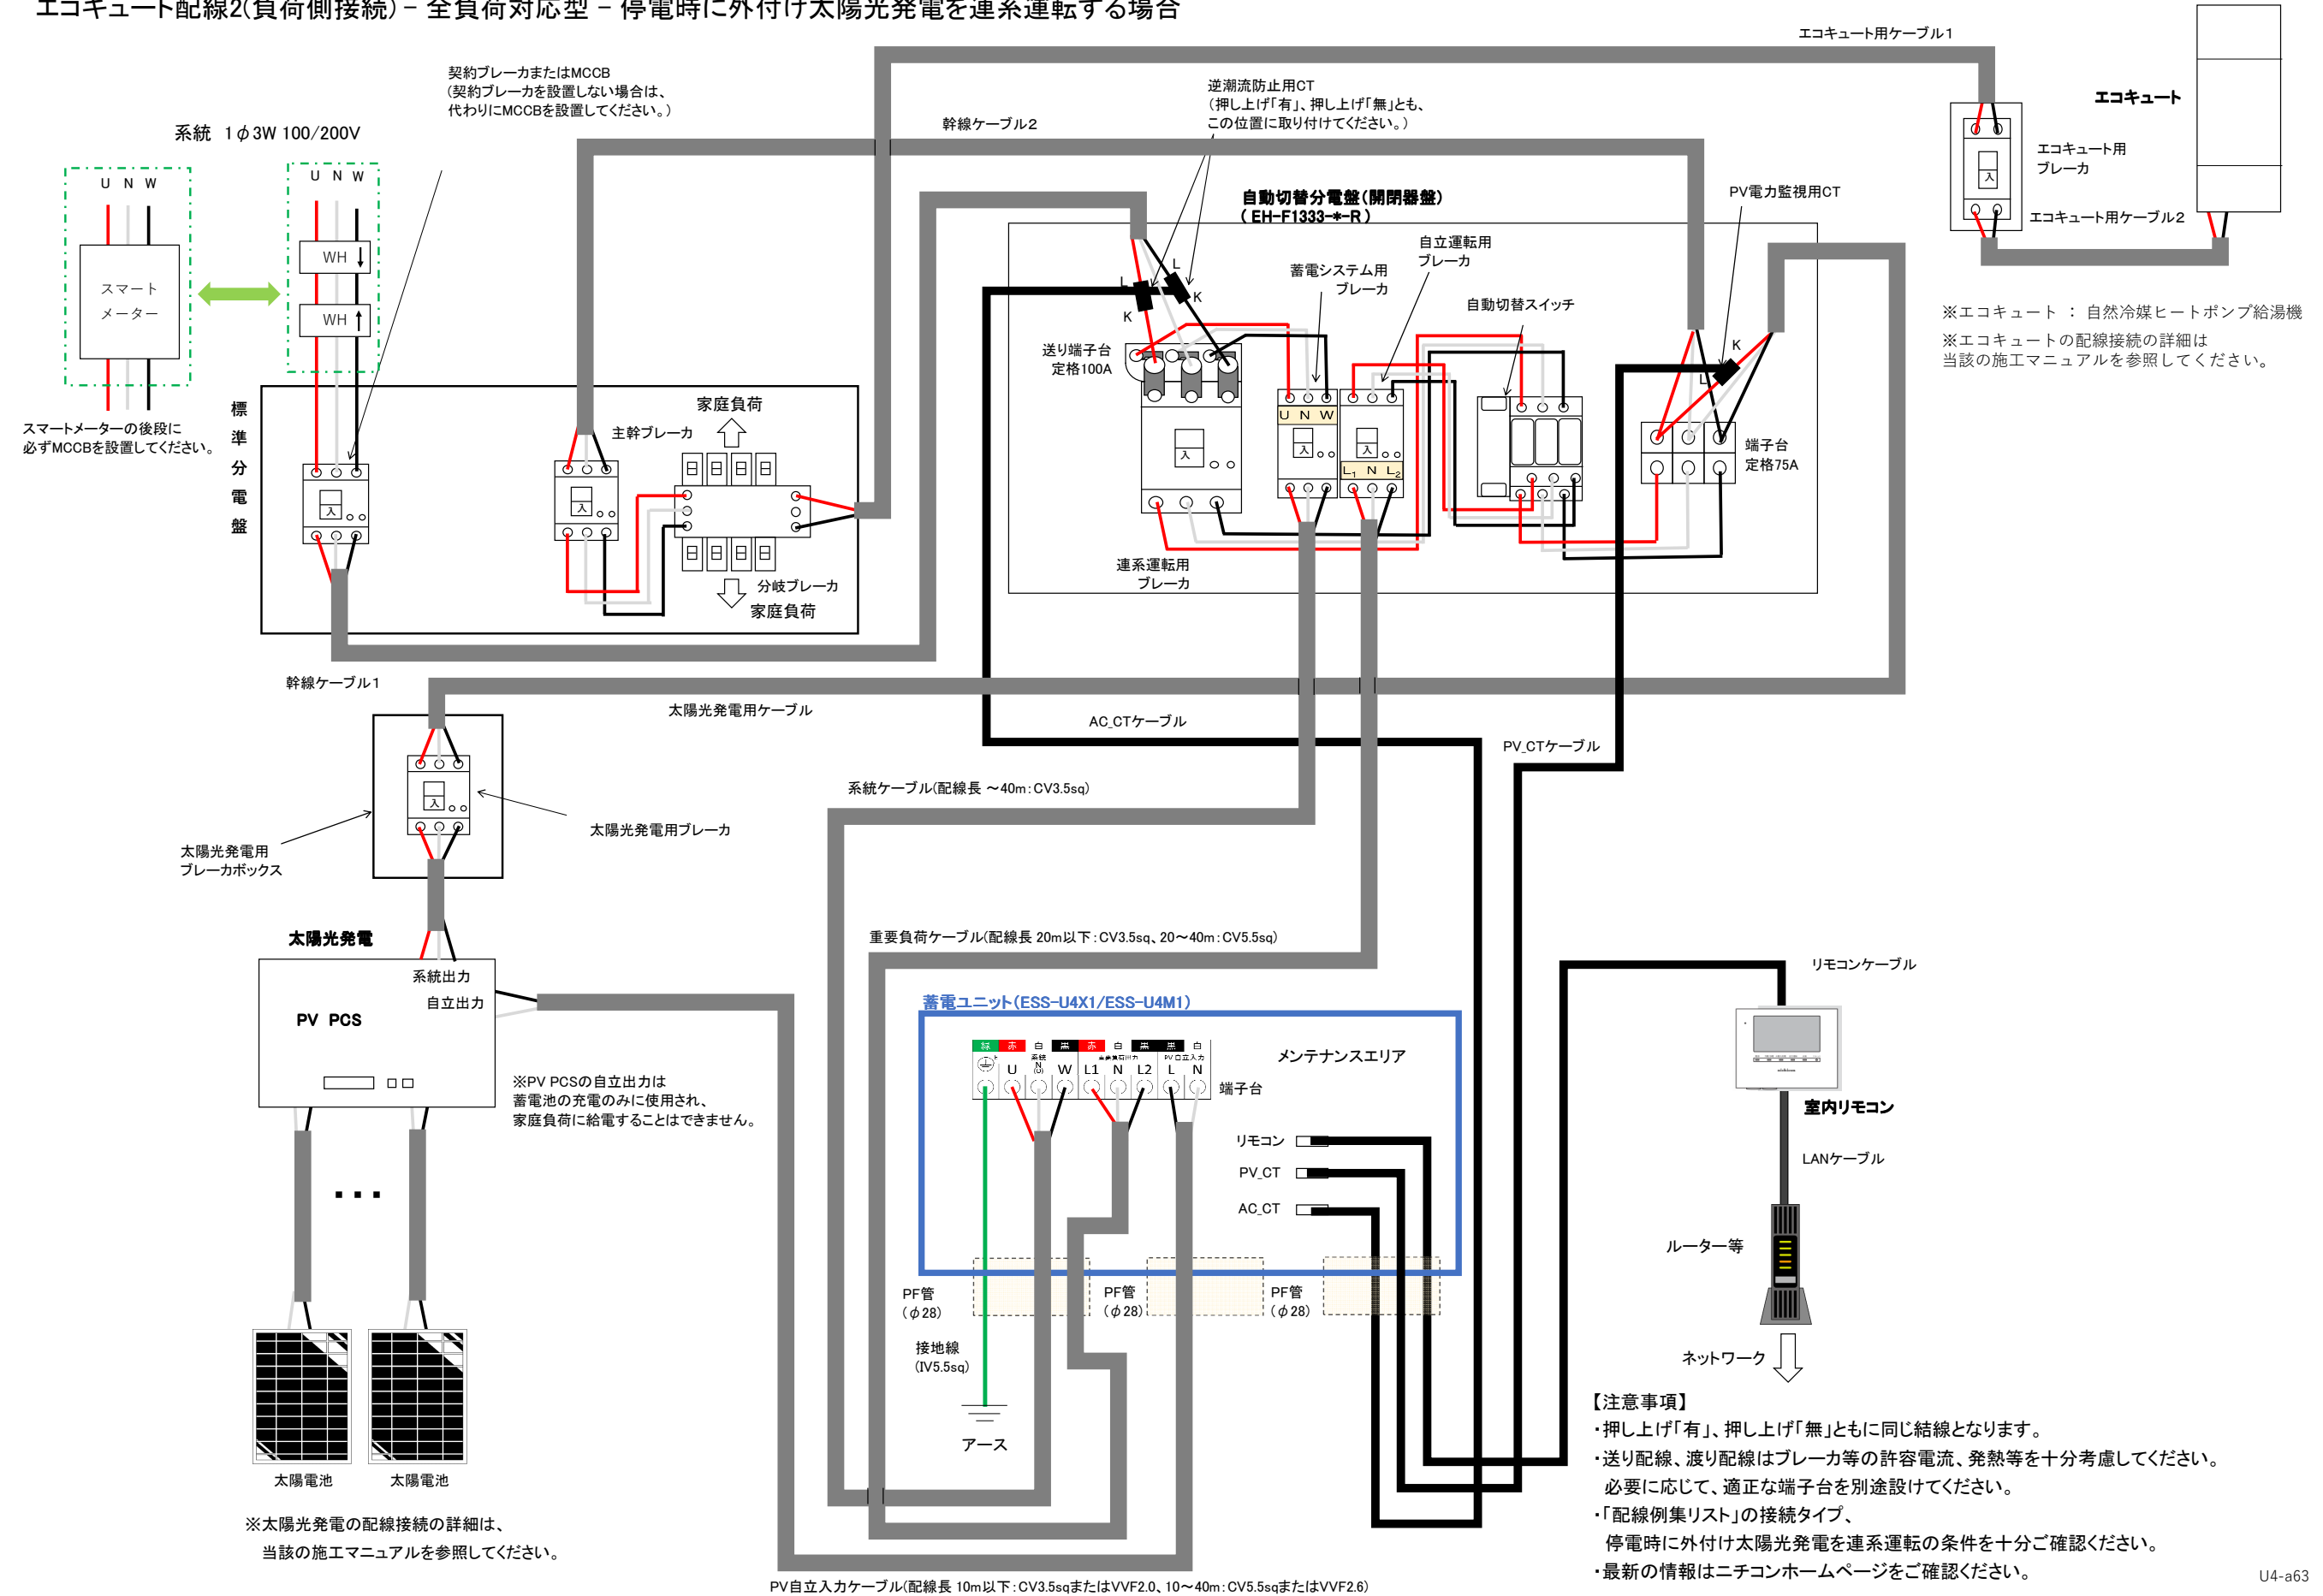 エコキュート配線2(負荷側接続) − 全負荷対応型 − 停電時に外付け太陽光発電を連系運転する場合
エコキュート用ケーブル1
契約ブレーカまたはMCCB
(契約ブレーカを設置しない場合は、
代わりにMCCBを設置してください。)
逆潮流防止用CT
(押し上げ「有」、押し上げ「無」とも、
この位置に取り付けてください。)
幹線ケーブル2
エコキュート
エコキュート用
ブレーカ
入
エコキュート用ケーブル2
系統 1φ3W 100/200V
U N W
U N W
スマート
メーター
WH
WH
自動切替分電盤(開閉器盤)
( EH-F1333-*-R )
PV電力監視用CT
自立運転用
ブレーカ
蓄電システム用
ブレーカ
自動切替スイッチ
L
K
L
K
K
L
※エコキュート : 自然冷媒ヒートポンプ給湯機
※エコキュートの配線接続の詳細は
当該の施工マニュアルを参照してください。
送り端子台
定格100A
標準分電盤
スマートメーターの後段に
必ずMCCBを設置してください。
家庭負荷
主幹ブレーカ
U N W
L1 N L2
入
入
入
入
入
端子台
定格75A
分岐ブレーカ
家庭負荷
連系運転用
ブレーカ
幹線ケーブル1
太陽光発電用ケーブル
AC_CTケーブル
PV_CTケーブル
系統ケーブル(配線長 ～40m:CV3.5sq)
入
太陽光発電用ブレーカ
太陽光発電用
ブレーカボックス
太陽光発電
重要負荷ケーブル(配線長 20m以下:CV3.5sq、20～40m:CV5.5sq)
系統出力
自立出力
PV PCS
リモコンケーブル
蓄電ユニット(ESS-U4X1/ESS-U4M1)
緑 赤 白 黒 赤 白 黒 黒 白
系統 重要負荷出力 PV自立入力
U N W L1 N L2 L N
(O)
メンテナンスエリア
端子台
※PV PCSの自立出力は
蓄電池の充電のみに使用され、
家庭負荷に給電することはできません。
室内リモコン
リモコン
PV_CT
AC_CT
LANケーブル
・・・
ルーター等
PF管
(φ28)
PF管
(φ28)
PF管
(φ28)
接地線
(IV5.5sq)
アース
ネットワーク
太陽電池
太陽電池
※太陽光発電の配線接続の詳細は、
当該の施工マニュアルを参照してください。
【注意事項】
・押し上げ「有」、押し上げ「無」ともに同じ結線となります。
・送り配線、渡り配線はブレーカ等の許容電流、発熱等を十分考慮してください。
必要に応じて、適正な端子台を別途設けてください。
・「配線例集リスト」の接続タイプ、
停電時に外付け太陽光発電を連系運転の条件を十分ご確認ください。
・最新の情報はニチコンホームページをご確認ください。
PV自立入力ケーブル(配線長 10m以下:CV3.5sqまたはVVF2.0、10～40m:CV5.5sqまたはVVF2.6)
U4-a63